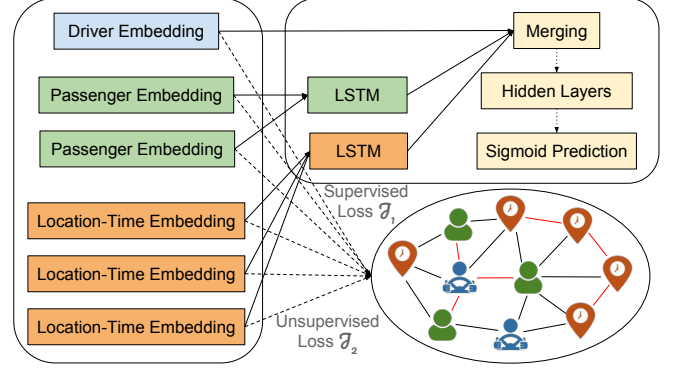 Driver Embedding
Merging
Passenger Embedding
LSTM
Hidden Layers
Passenger Embedding
LSTM
Sigmoid Prediction
Supervised
Loss 𝒥₁
Location-Time Embedding
Location-Time Embedding
Location-Time Embedding
Unsupervised
Loss 𝒥₂